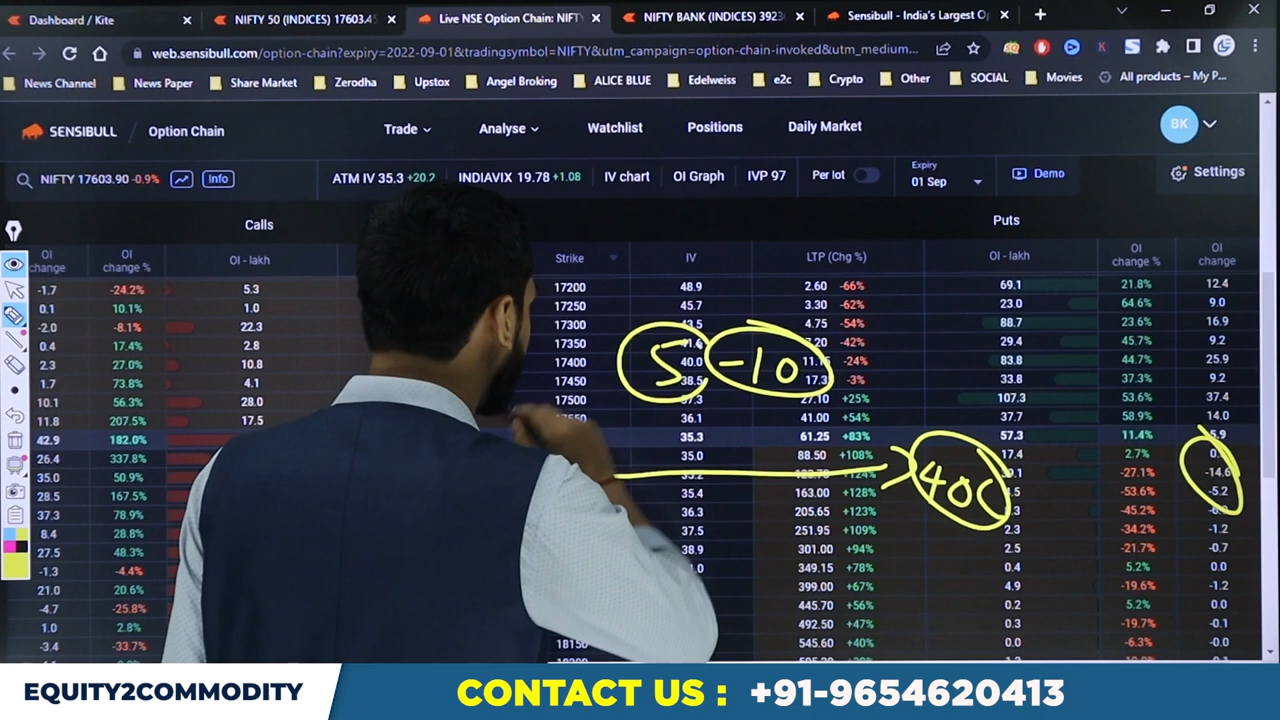 Dashboard / Kite
NIFTY 50 (INDICES) 17603.45
Live NSE Option Chain: NIFT
NIFTY BANK (INDICES) 3923
Sensibull - India's Largest O
web.sensibull.com/option-chain?expiry=2022-09-01&tradingsymbol=NIFTY&utm_campaign=option-chain-invoked&utm_medium...
News Channel News Paper Share Market Zerodha Upstox Angel Broking ALICE BLUE Edelweiss e2c Crypto Other SOCIAL Movies All products – My P...
SENSIBULL / Option Chain Trade Analyse Watchlist Positions Daily Market BK
NIFTY 17603.90 -0.9% Info ATM IV 35.3 +20.2 INDIAVIX 19.78 +1.08 IV chart OI Graph IVP 97 Per lot Expiry 01 Sep Demo Settings
Calls Puts
OI change OI change % OI - lakh Strike IV LTP (Chg %) OI - lakh OI change % OI change
-1.7 -24.2% 5.3 17200 48.9 2.60 -66% 69.1 21.8% 12.4
0.1 10.1% 1.0 17250 45.7 3.30 -62% 23.0 64.6% 9.0
-2.0 -8.1% 22.3 17300 43.5 4.75 -54% 88.7 23.6% 16.9
0.4 17.4% 2.8 17350 -42% 29.4 45.7% 9.2
2.3 27.0% 10.8 17400 40.0 -24% 83.8 44.7% 25.9
1.7 73.8% 4.1 17450 38.5 17.3 -3% 33.8 37.3% 9.2
10.1 56.3% 28.0 17500 37.3 27.10 +25% 107.3 53.6% 37.4
11.8 207.5% 17.5 17550 36.1 41.00 +54% 37.7 58.9% 14.0
42.9 182.0% 35.3 61.25 +83% 57.3 11.4% 5.9
26.4 337.8% 35.0 88.50 +108% 17.4 2.7%
35.0 50.9% +124% -27.1% -14.6
28.5 167.5% 35.4 163.00 +128% -53.6% -5.2
37.3 78.9% 36.3 205.65 +123% -45.2%
8.4 28.8% 37.5 251.95 +109% 2.3 -34.2% -1.2
27.5 48.3% 38.9 301.00 +94% 2.5 -21.7% -0.7
-1.3 -4.4% 349.15 +78% 0.4 5.2% 0.0
21.0 20.6% 399.00 +67% 4.9 -19.6% -1.2
-4.7 -25.8% 445.70 +56% 0.2 5.2% 0.0
1.0 2.8% 492.50 +47% 0.3 -19.7% -0.1
-3.4 -33.7% 18150 545.60 +40% 0.0 -6.3% -0.0
5 -10
400
EQUITY2COMMODITY
CONTACT US : +91-9654620413